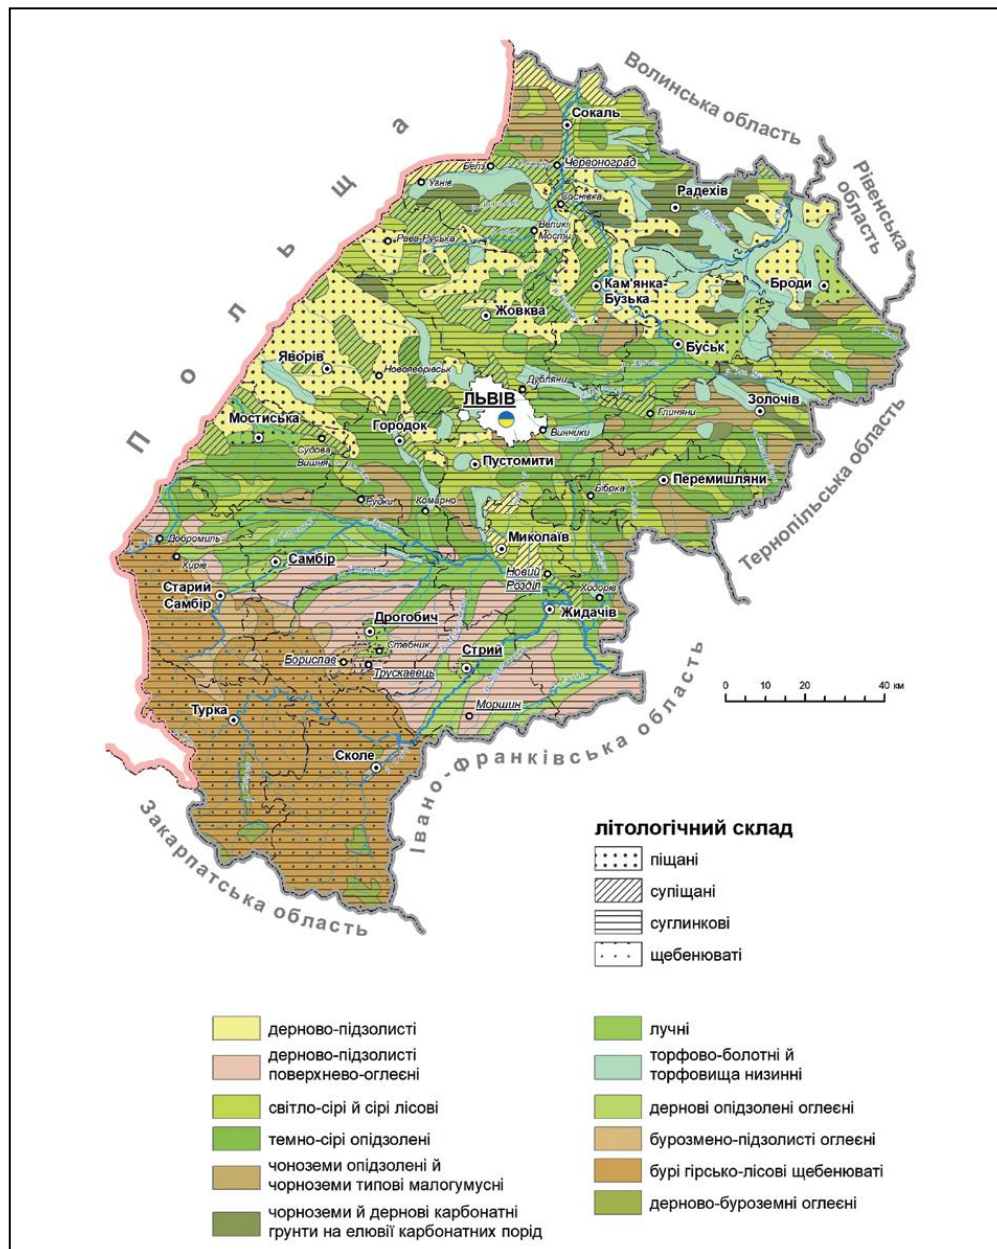 Волинська область
Рівенська
область
Польща
Сокаль
Червоноград
Белз
Угнів
Соснівка
Радехів
Великі
Мости
Рава-Руська
Кам'янка-
Бузька
Броди
Жовква
Буськ
Яворів
Новояворівськ
Дубляни
ЛЬВІВ
Золочів
Глиняни
Мостиська
Городок
Винники
Судова
Вишня
Пустомити
Перемишляни
Бібрка
Рудки
Комарно
Тернопільська область
Миколаїв
Добромиль
Хирів
Самбір
Новий
Розділ
Ходорів
Старий
Самбір
Жидачів
Дрогобич
Стебник
Стрий
Борислав
Трускавець
Моршин
Турка
Сколе
Івано-Франківська область
Закарпатська область
0 10 20 40 км
літологічний склад
піщані
супіщані
суглинкові
щебенюваті
дерново-підзолисті
дерново-підзолисті
поверхнево-оглеєні
світло-сірі й сірі лісові
темно-сірі опідзолені
чоноземи опідзолені й
чорноземи типові малогумусні
чорноземи й дернові карбонатні
грунти на елювії карбонатних порід
лучні
торфово-болотні й
торфовища низинні
дернові опідзолені оглеєні
бурозмено-підзолисті оглеєні
бурі гірсько-лісові щебенюваті
дерново-буроземні оглеєні